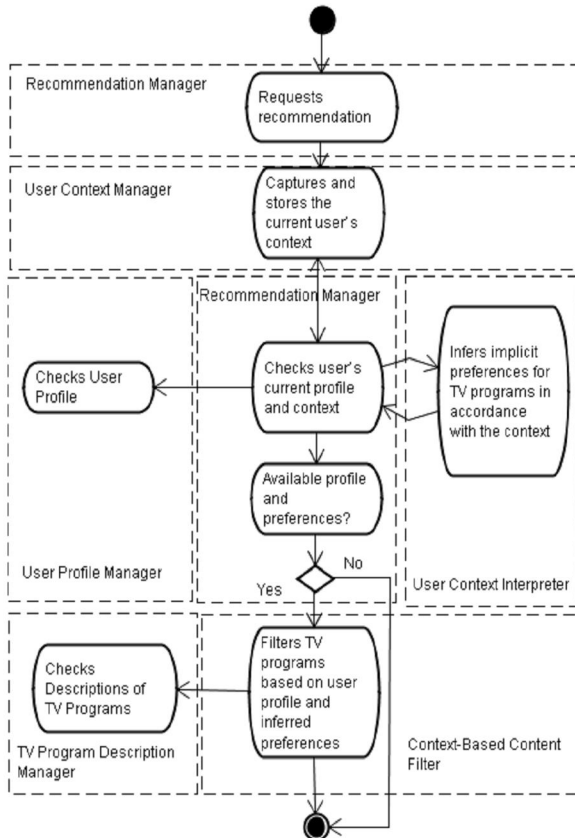 Recommendation Manager
Requests
recommendation
User Context Manager
Captures and
stores the
current user's
context
Recommendation Manager
Checks User
Profile
Checks user's
current profile
and context
Infers implicit
preferences for
TV programs in
accordance
with the context
Available profile
and
preferences?
User Profile Manager
Yes
No
User Context Interpreter
Checks
Descriptions of
TV Programs
Filters TV
programs
based on user
profile and
inferred
preferences
TV Program Description
Manager
Context-Based Content
Filter